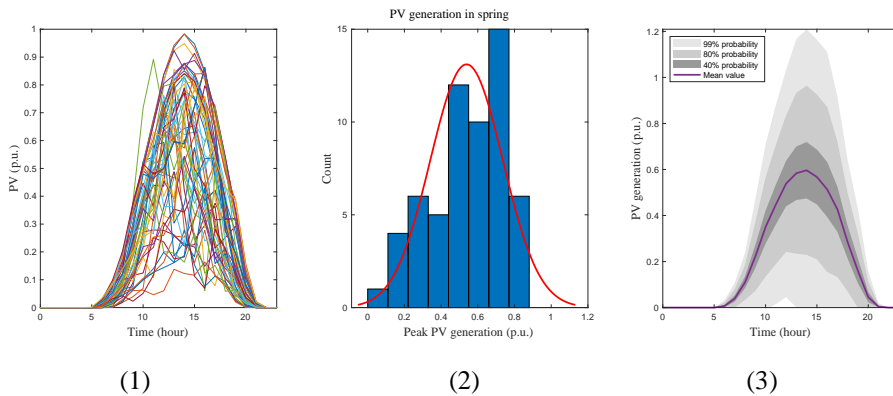 PV generation in spring
1
0.9
0.8
0.7
0.6
0.5
0.4
0.3
0.2
0.1
0
PV (p.u.)
0 5 10 15 20
Time (hour)
(1)
15
10
5
0
Count
0 0.2 0.4 0.6 0.8 1 1.2
Peak PV generation (p.u.)
(2)
1.2
1
0.8
0.6
0.4
0.2
0
PV generation (p.u.)
99% probability
80% probability
40% probability
Mean value
0 5 10 15 20
Time (hour)
(3)